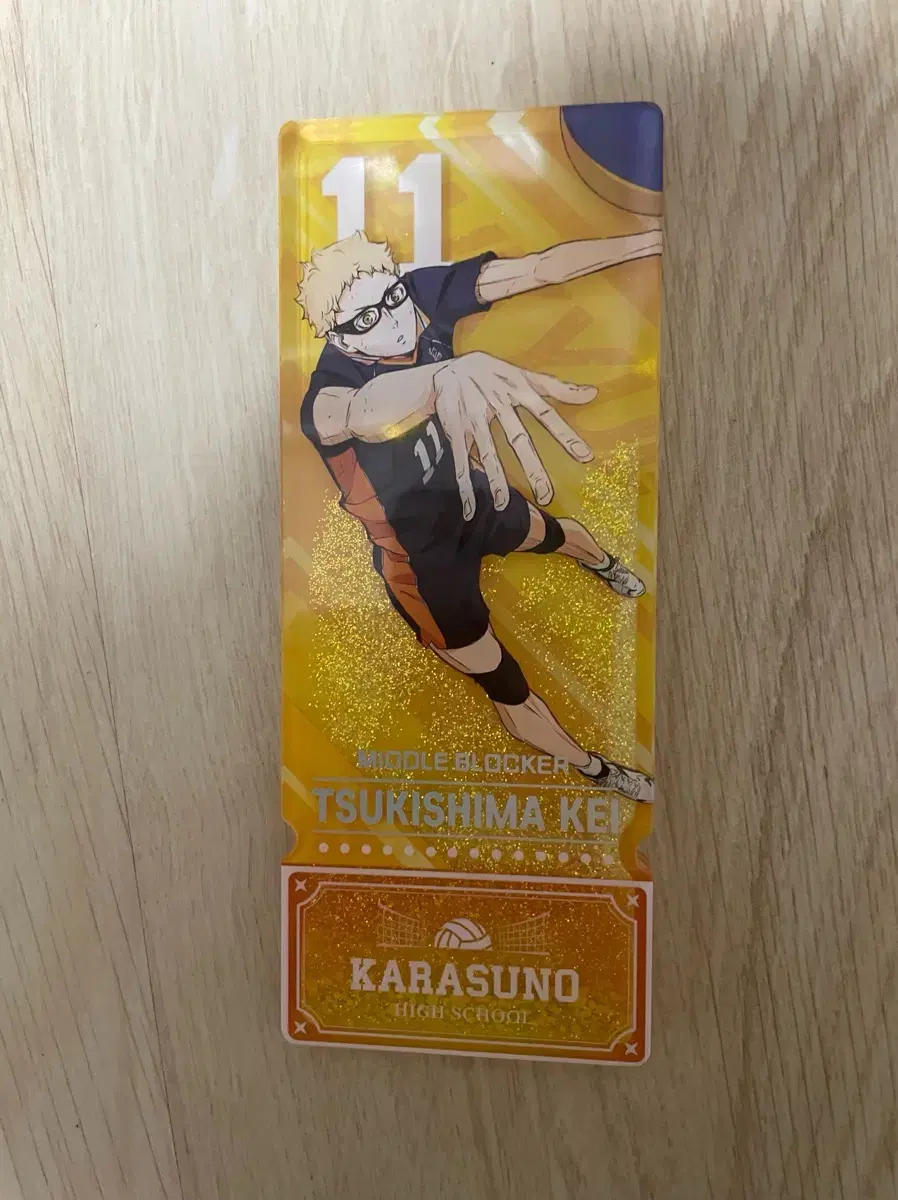 11
11
MIDDLE BLOCKER
TSUKISHIMA KEI
KARASUNO
HIGH SCHOOL